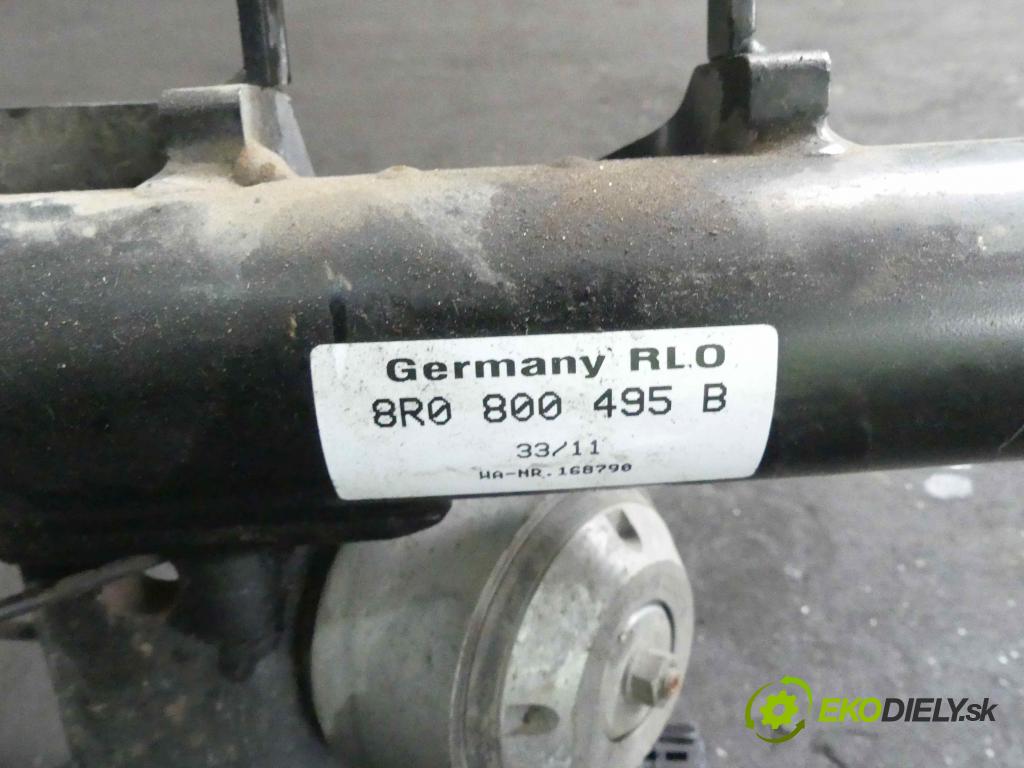 Germany RLO
8R0 800 495 B
33/11
WA-NR.168790
EKODIELY.sk